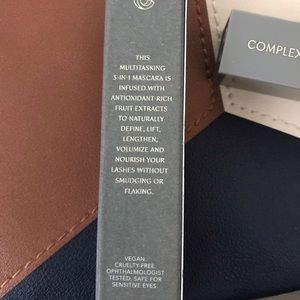 THIS
MULTITASKING
5-IN-1 MASCARA IS
INFUSED WITH
ANTIOXIDANT-RICH
FRUIT EXTRACTS
TO NATURALLY
DEFINE, LIFT,
LENGTHEN,
VOLUMIZE AND
NOURISH YOUR
LASHES WITHOUT
SMUDGING OR
FLAKING.
VEGAN.
CRUELTY-FREE.
OPHTHALMOLOGIST
TESTED. SAFE FOR
SENSITIVE EYES.
COMPLEX